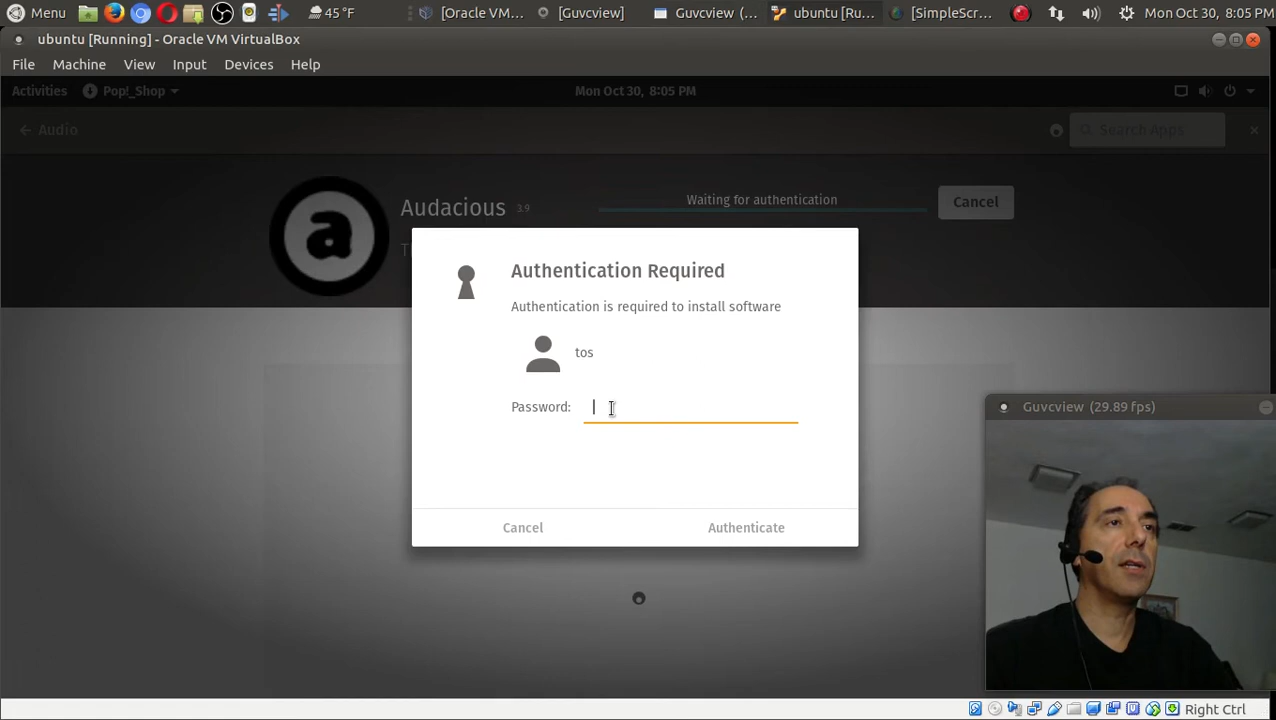 Menu 45 °F [Oracle VM... [Guvcview] Guvcview (... ubuntu [Ru... [SimpleScr... Mon Oct 30, 8:05 PM
ubuntu [Running] - Oracle VM VirtualBox
File Machine View Input Devices Help
Activities Pop!_Shop Mon Oct 30, 8:05 PM
Audio Search Apps
Audacious 3.9 Waiting for authentication Cancel
Authentication Required
Authentication is required to install software
tos
Password:
Cancel Authenticate
Guvcview (29.89 fps)
Right Ctrl